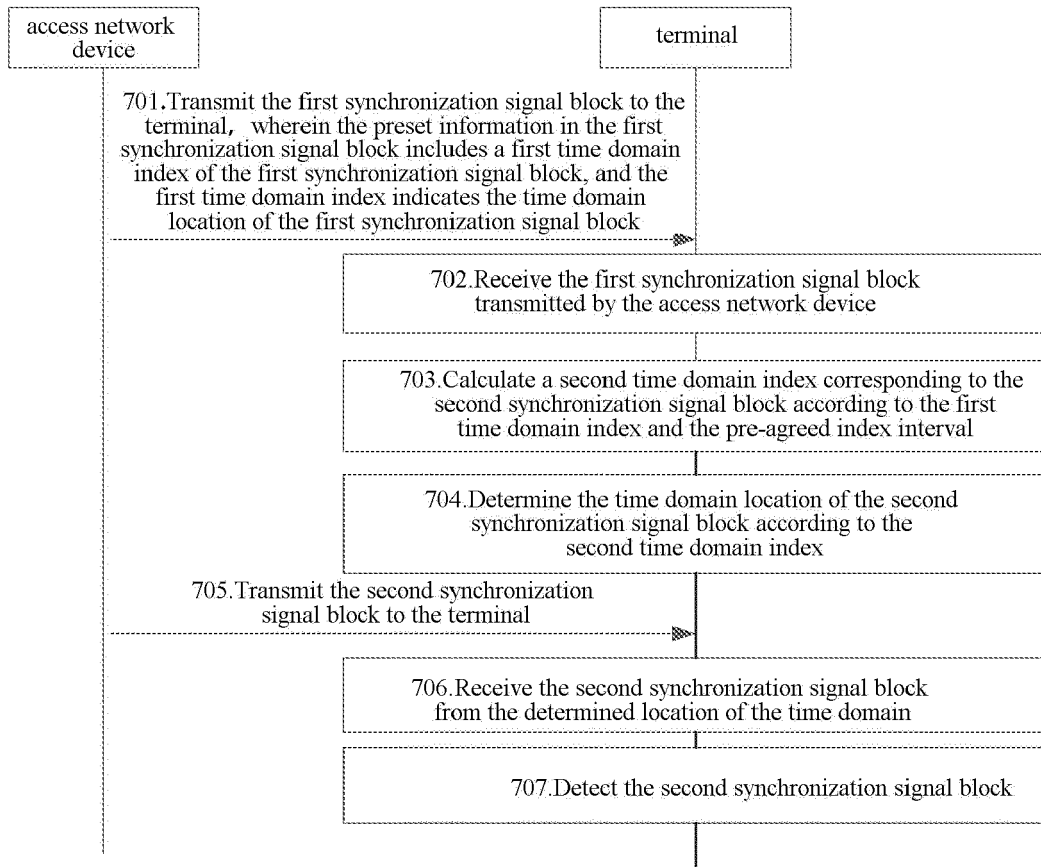 access network
device
terminal
701.Transmit the first synchronization signal block to the
terminal, wherein the preset information in the first
synchronization signal block includes a first time domain
index of the first synchronization signal block, and the
first time domain index indicates the time domain
location of the first synchronization signal block
702.Receive the first synchronization signal block
transmitted by the access network device
703.Calculate a second time domain index corresponding to the
second synchronization signal block according to the first
time domain index and the pre-agreed index interval
704.Determine the time domain location of the second
synchronization signal block according to the
second time domain index
705.Transmit the second synchronization
signal block to the terminal
706.Receive the second synchronization signal block
from the determined location of the time domain
707.Detect the second synchronization signal block